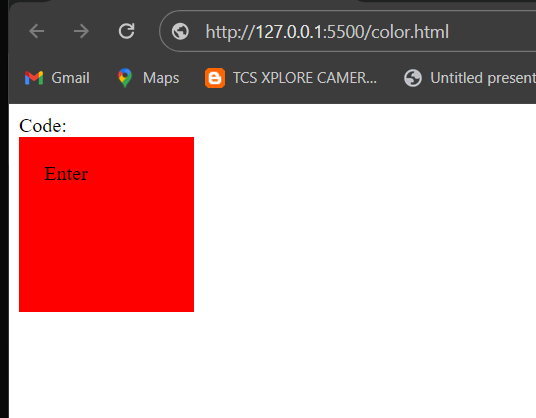 http://127.0.0.1:5500/color.html
Gmail Maps TCS XPLORE CAMER... Untitled present
Code:
Enter